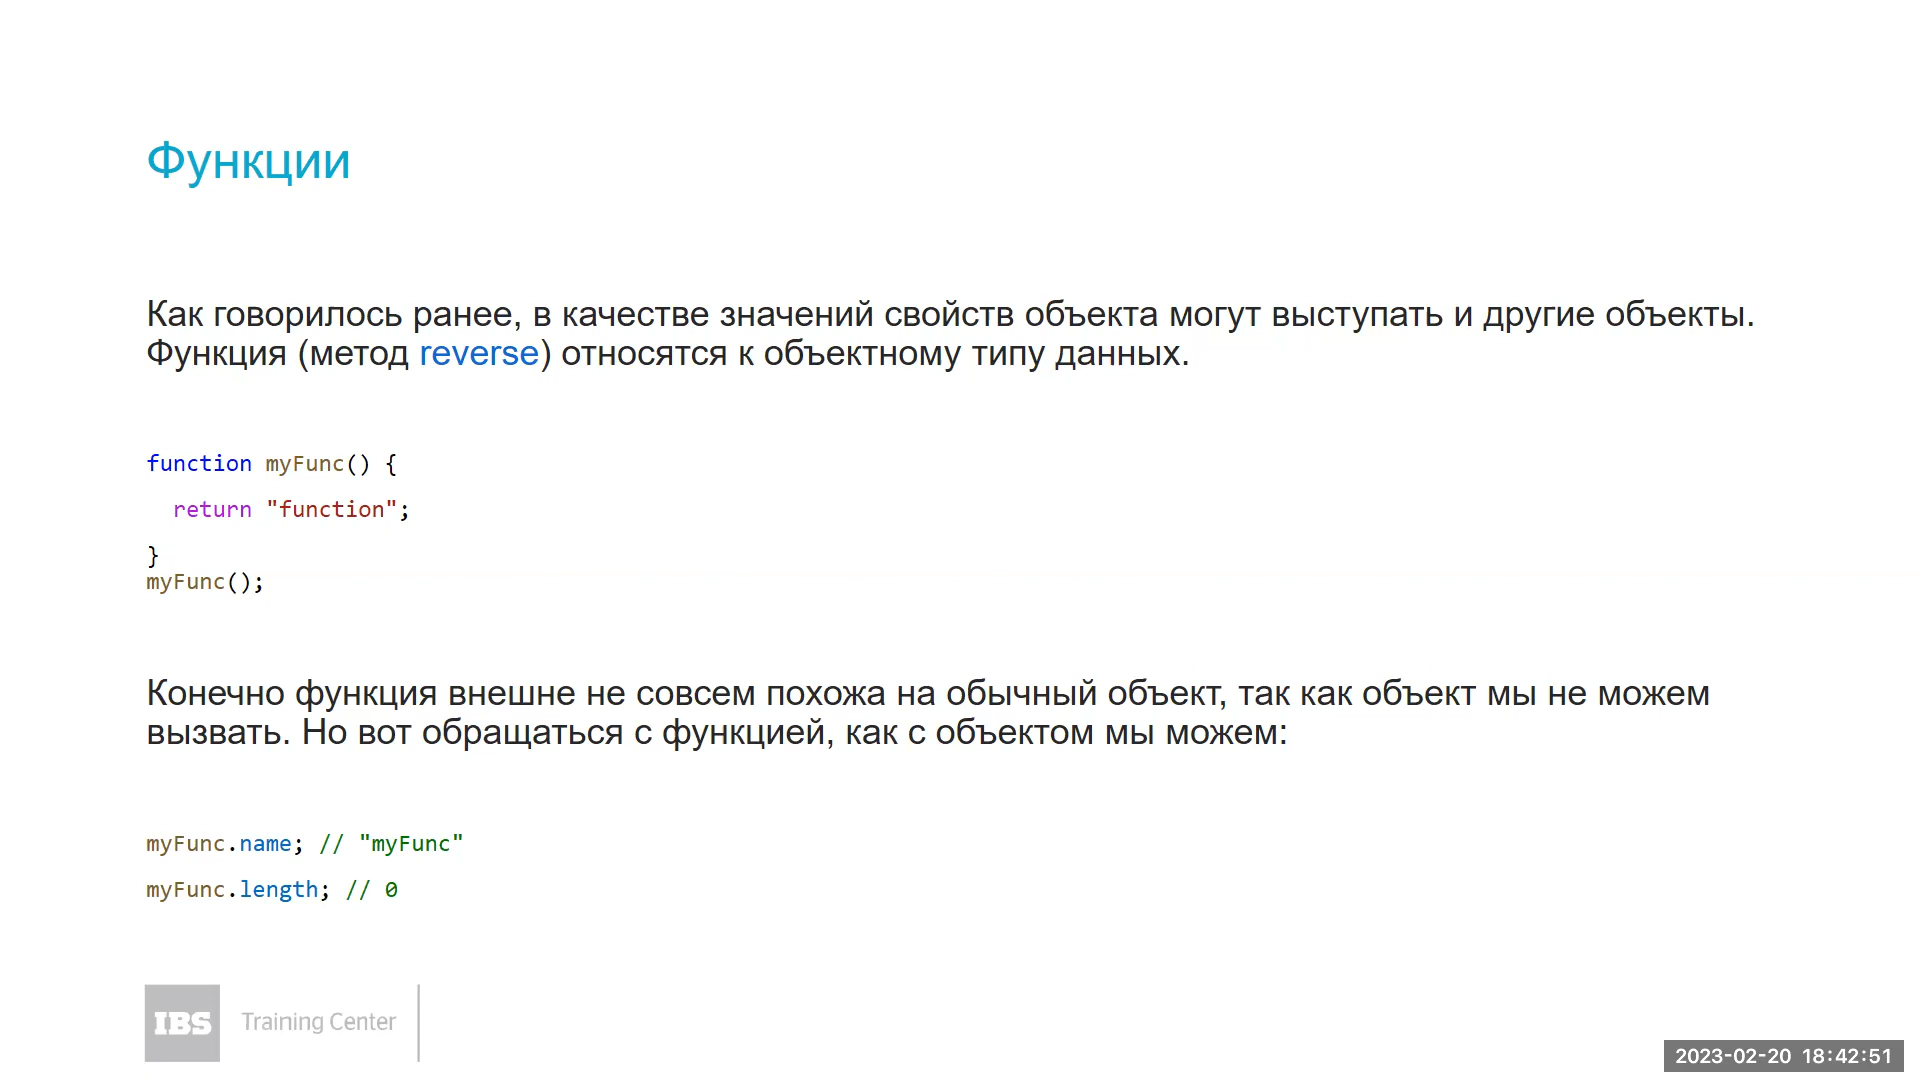 Функции
Как говорилось ранее, в качестве значений свойств объекта могут выступать и другие объекты.
Функция (метод reverse) относятся к объектному типу данных.
function myFunc() {
  return "function";
}
myFunc();
Конечно функция внешне не совсем похожа на обычный объект, так как объект мы не можем
вызвать. Но вот обращаться с функцией, как с объектом мы можем:
myFunc.name; // "myFunc"
myFunc.length; // 0
IBS Training Center
2023-02-20 18:42:51